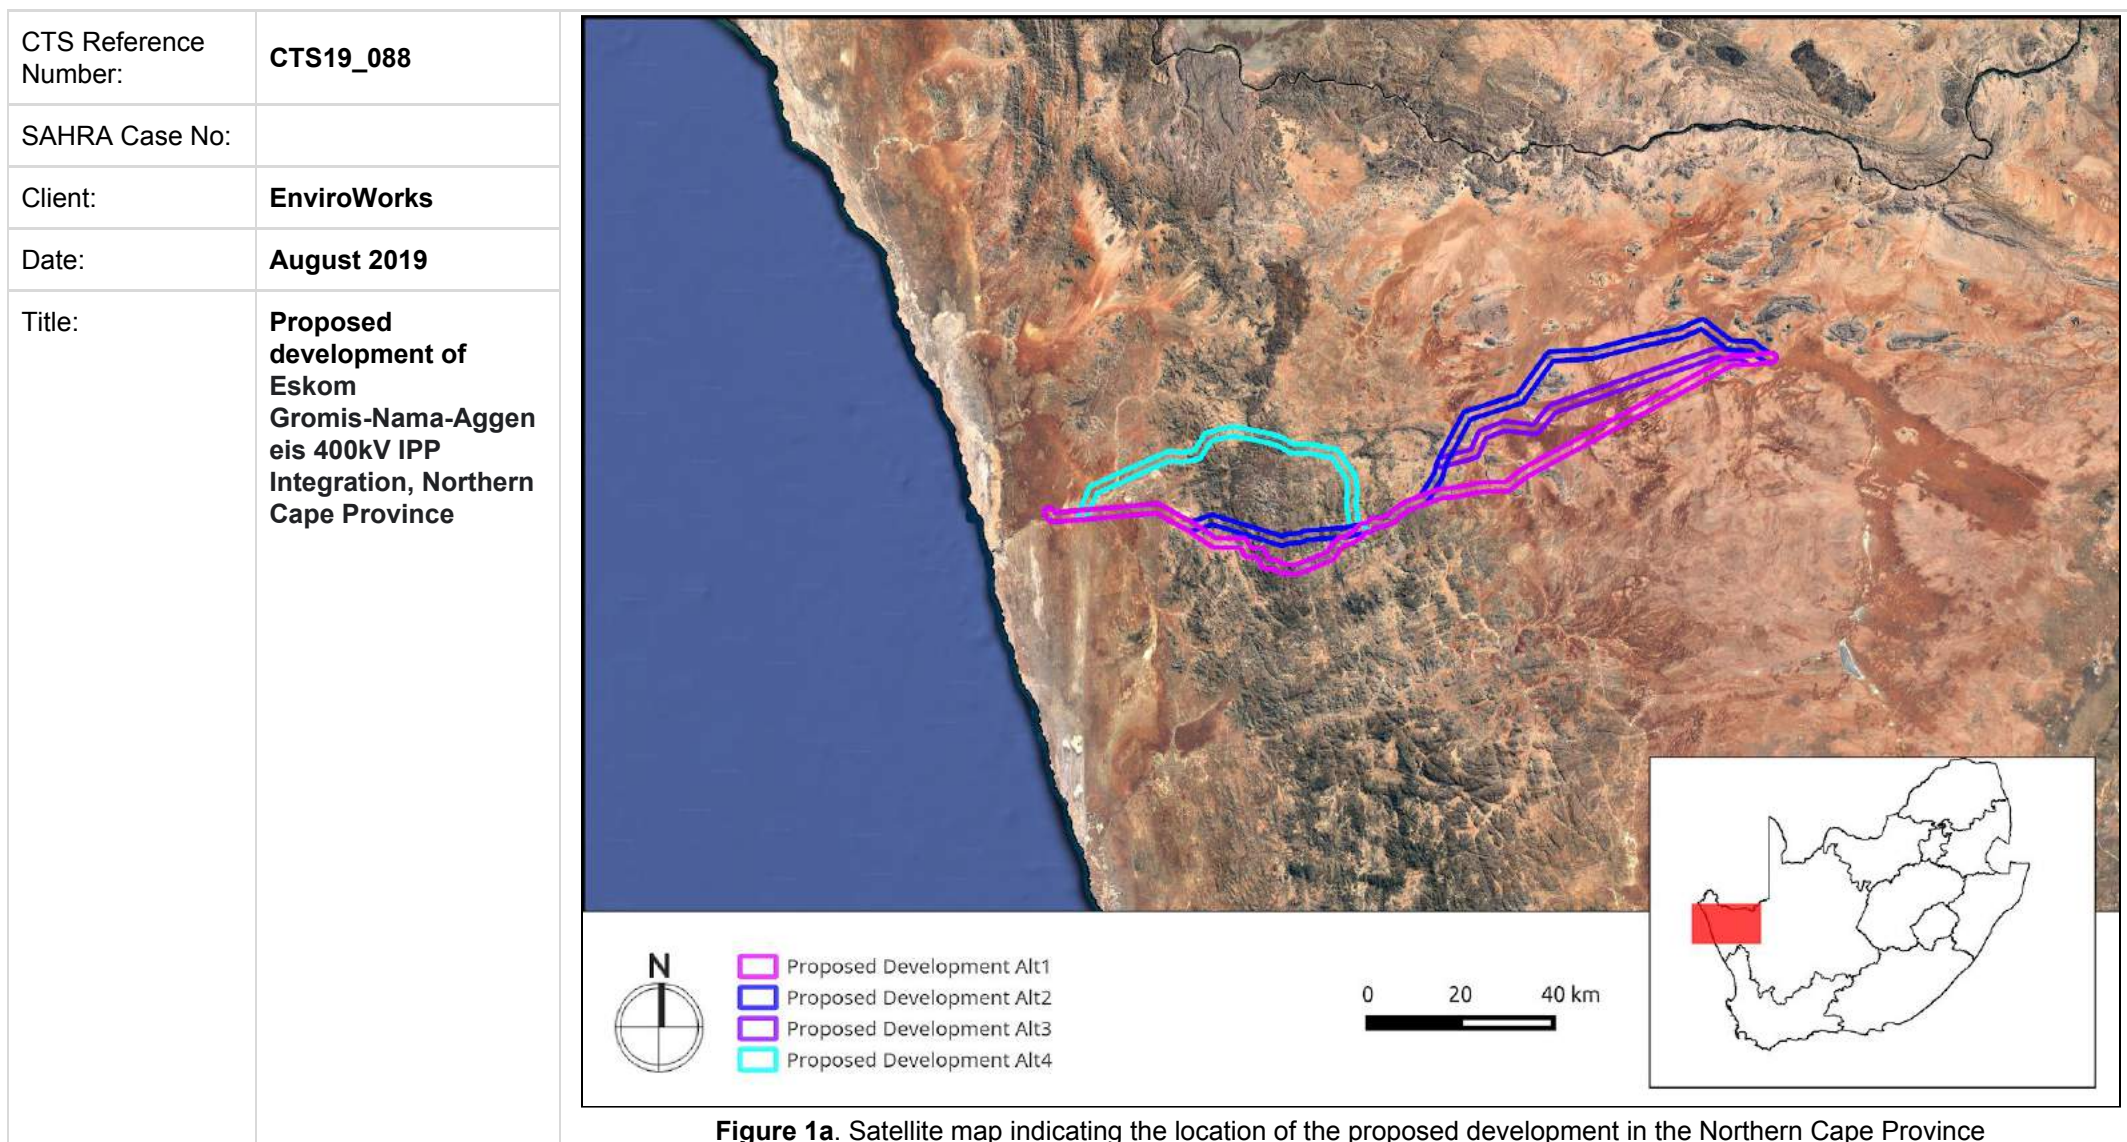 CTS Reference
Number:
CTS19_088
SAHRA Case No:
Client:
EnviroWorks
Date:
August 2019
Title:
Proposed
development of
Eskom
Gromis-Nama-Aggen
eis 400kV IPP
Integration, Northern
Cape Province
N
Proposed Development Alt1
Proposed Development Alt2
Proposed Development Alt3
Proposed Development Alt4
0 20 40 km
Figure 1a. Satellite map indicating the location of the proposed development in the Northern Cape Province